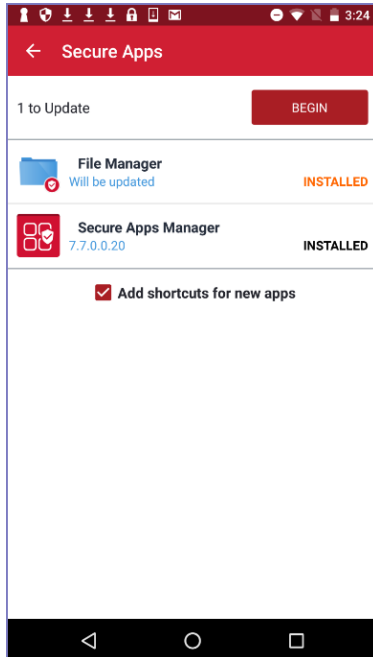 3:24
Secure Apps
1 to Update
BEGIN
File Manager
Will be updated
INSTALLED
Secure Apps Manager
7.7.0.0.20
INSTALLED
Add shortcuts for new apps